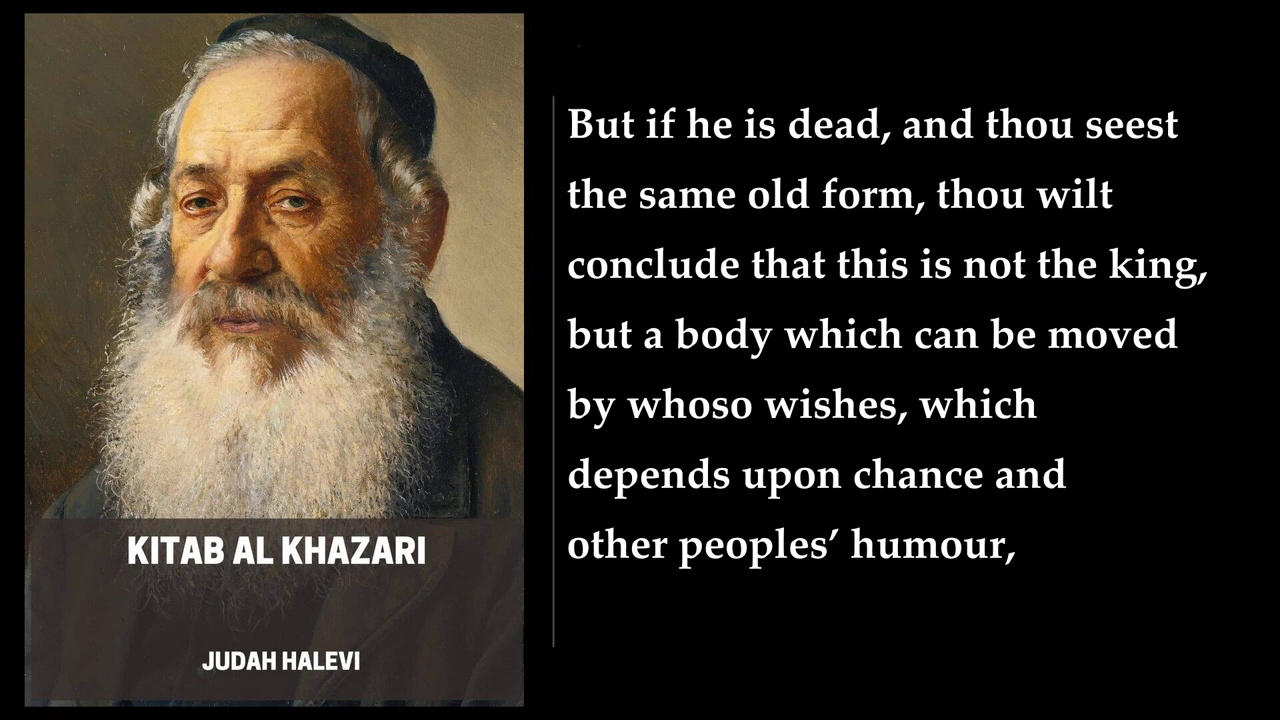 KITAB AL KHAZARI
JUDAH HALEVI
But if he is dead, and thou seest
the same old form, thou wilt
conclude that this is not the king,
but a body which can be moved
by whoso wishes, which
depends upon chance and
other peoples’ humour,